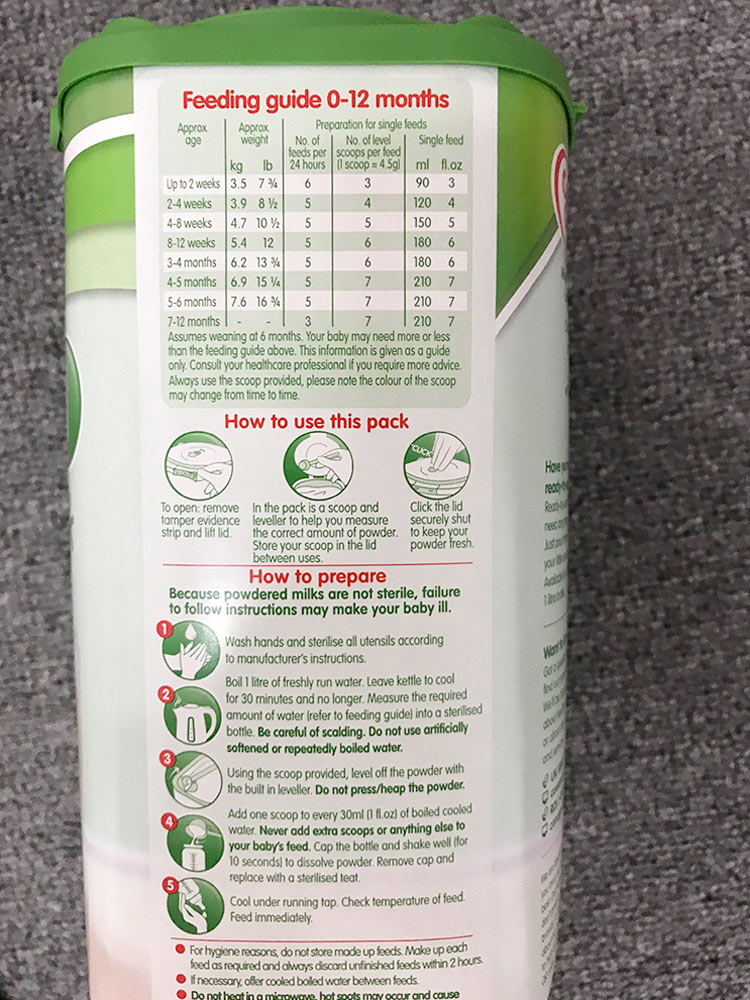 Feeding guide 0-12 months
Approx. age
Approx. weight
Preparation for single feeds
No. of feeds per 24 hours
No. of level scoops per feed (1 scoop = 4.5g)
Single feed
kg lb ml fl.oz
Up to 2 weeks 3.5 7 ¾ 6 3 90 3
2-4 weeks 3.9 8 ½ 5 4 120 4
4-8 weeks 4.7 10 ½ 5 5 150 5
8-12 weeks 5.4 12 5 6 180 6
3-4 months 6.2 13 ¾ 5 6 180 6
4-5 months 6.9 15 ¼ 5 7 210 7
5-6 months 7.6 16 ¾ 5 7 210 7
7-12 months - - 3 7 210 7
Assumes weaning at 6 months. Your baby may need more or less
than the feeding guide above. This information is given as a guide
only. Consult your healthcare professional if you require more advice.
Always use the scoop provided, please note the colour of the scoop
may change from time to time.
How to use this pack
"CLICK"
To open: remove
tamper evidence
strip and lift lid.
In the pack is a scoop and
leveller to help you measure
the correct amount of powder.
Store your scoop in the lid
between uses.
Click the lid
securely shut
to keep your
powder fresh.
How to prepare
Because powdered milks are not sterile, failure
to follow instructions may make your baby ill.
1
Wash hands and sterilise all utensils according
to manufacturer's instructions.
2
Boil 1 litre of freshly run water. Leave kettle to cool
for 30 minutes and no longer. Measure the required
amount of water (refer to feeding guide) into a sterilised
bottle. Be careful of scalding. Do not use artificially
softened or repeatedly boiled water.
3
Using the scoop provided, level off the powder with
the built in leveller. Do not press/heap the powder.
4
Add one scoop to every 30ml (1 fl.oz) of boiled cooled
water. Never add extra scoops or anything else to
your baby's feed. Cap the bottle and shake well (for
10 seconds) to dissolve powder. Remove cap and
replace with a sterilised teat.
5
Cool under running tap. Check temperature of feed.
Feed immediately.
For hygiene reasons, do not store made up feeds. Make up each
feed as required and always discard unfinished feeds within 2 hours.
If necessary, offer cooled boiled water between feeds.
Do not heat in a microwave, hot spots may occur and cause
Have